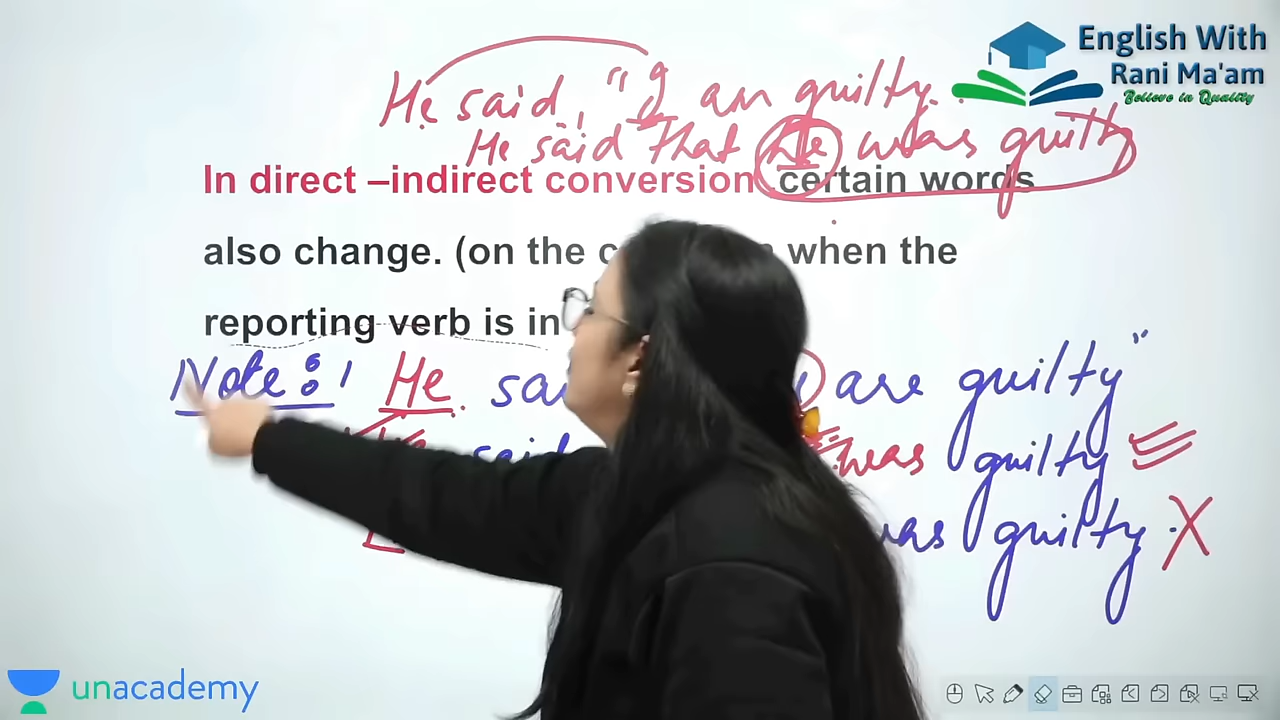 English With
Rani Ma'am
Believe in Quality
He said, "I am guilty.
He said that He was guilty
In direct –indirect conversion certain words
also change. (on the when the
reporting verb is in
Note : He are guilty"
said was guilty
was guilty
unacademy